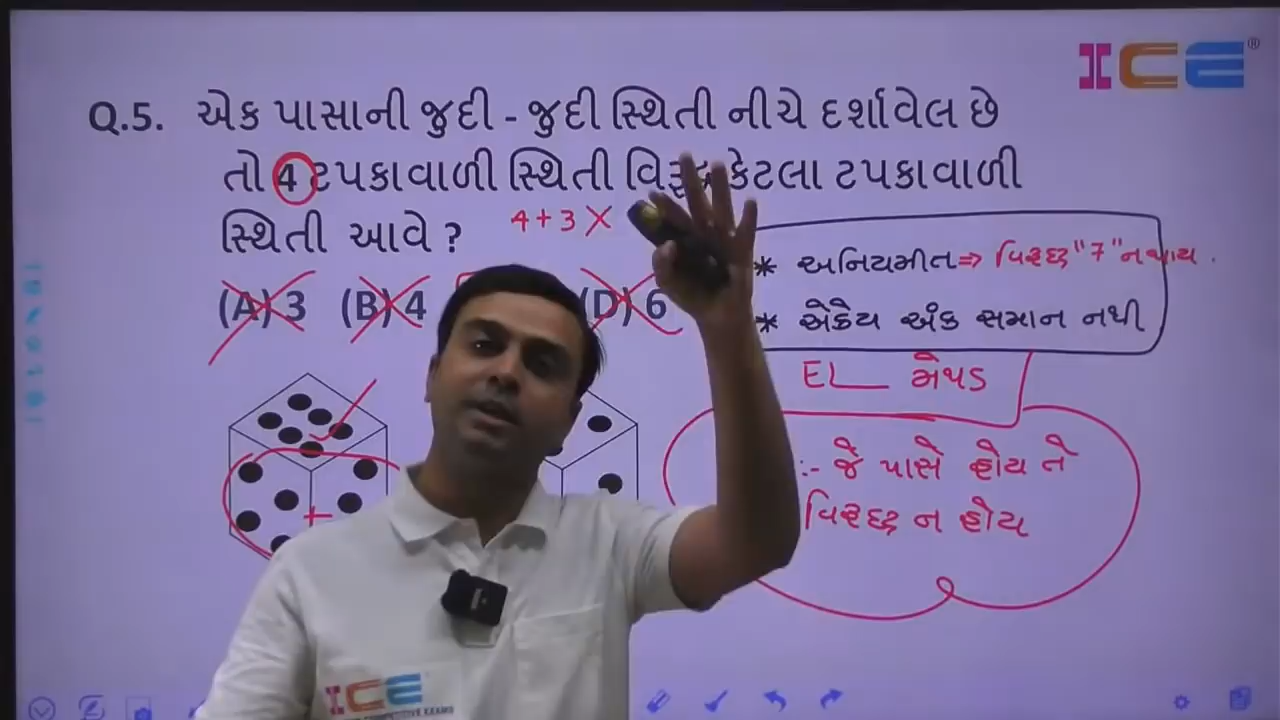 ICE®
Q.5. એક પાસાની જુદી - જુદી સ્થિતી નીચે દર્શાવેલ છે
તો 4 ટપકાવાળી સ્થિતી કેટલા ટપકાવાળી
સ્થિતી આવે ?
4 + 3 X
(A) 3 (B) 4 (D) 6
* અનિયમીત ⇒ વિરૂદ્ધ "7" ન થાય .
* એકેય અંક સમાન નથી
EL મેથડ
:- જે પાસે હોય તે
વિરૂદ્ધ ન હોય
ICE